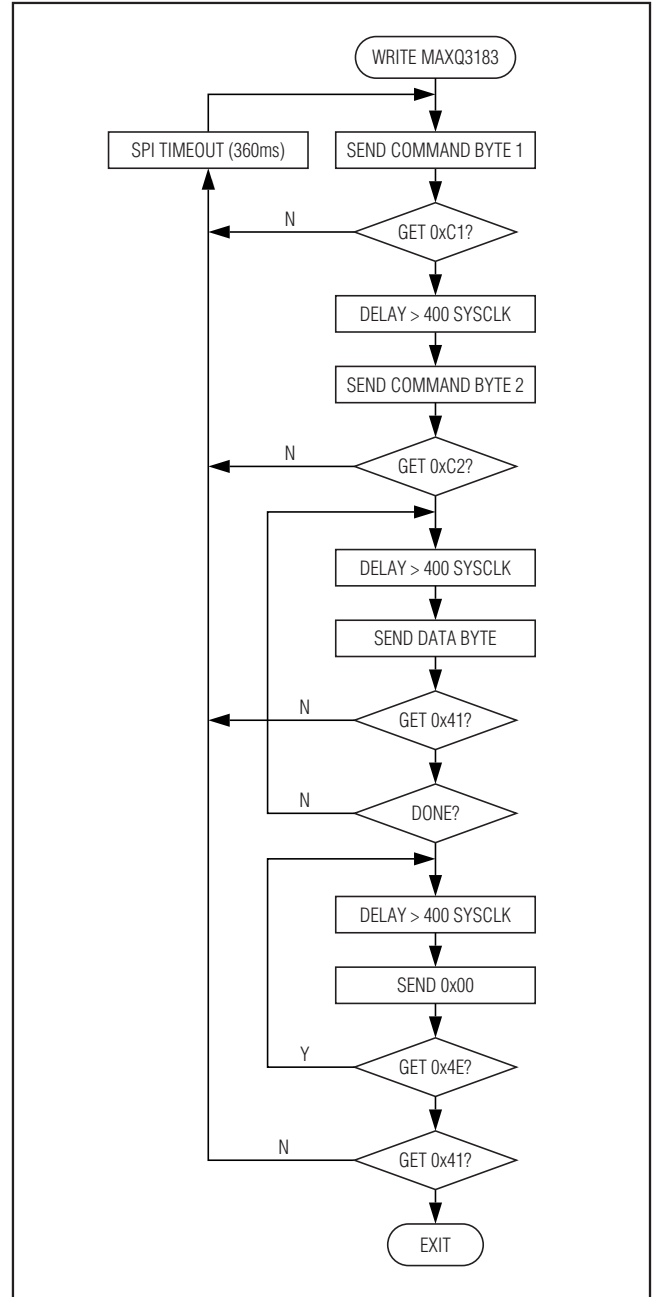 WRITE MAXQ3183
SPI TIMEOUT (360ms)
SEND COMMAND BYTE 1
N
GET 0xC1?
DELAY > 400 SYSCLK
SEND COMMAND BYTE 2
N
GET 0xC2?
DELAY > 400 SYSCLK
SEND DATA BYTE
N
GET 0x41?
N
DONE?
DELAY > 400 SYSCLK
SEND 0x00
Y
GET 0x4E?
N
GET 0x41?
EXIT